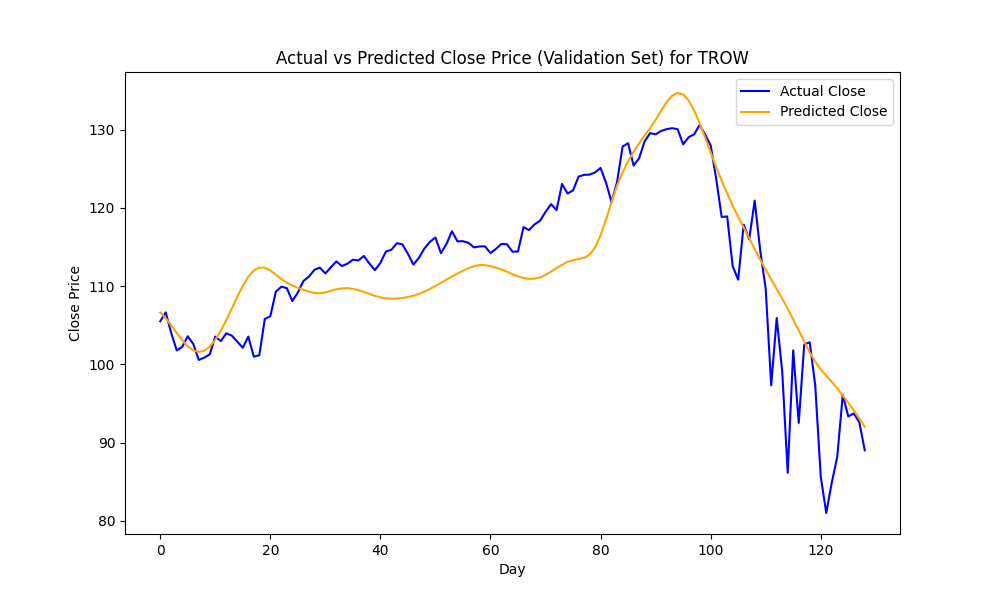 Actual vs Predicted Close Price (Validation Set) for TROW
Actual Close
Predicted Close
Close Price
130
120
110
100
90
80
0 20 40 60 80 100 120
Day